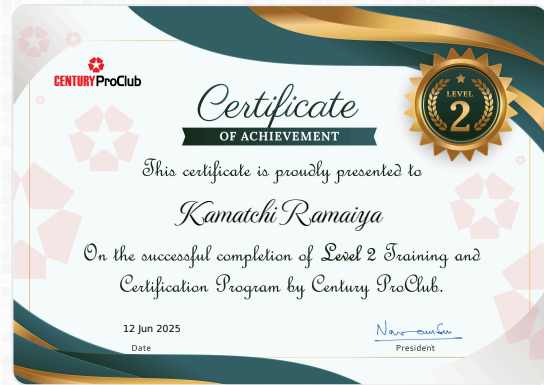 CENTURY ProClub
Certificate
OF ACHIEVEMENT
LEVEL
2
This certificate is proudly presented to
Kamatchi Ramaiya
On the successful completion of Level 2 Training and
Certification Program by Century ProClub.
12 Jun 2025
Date
President